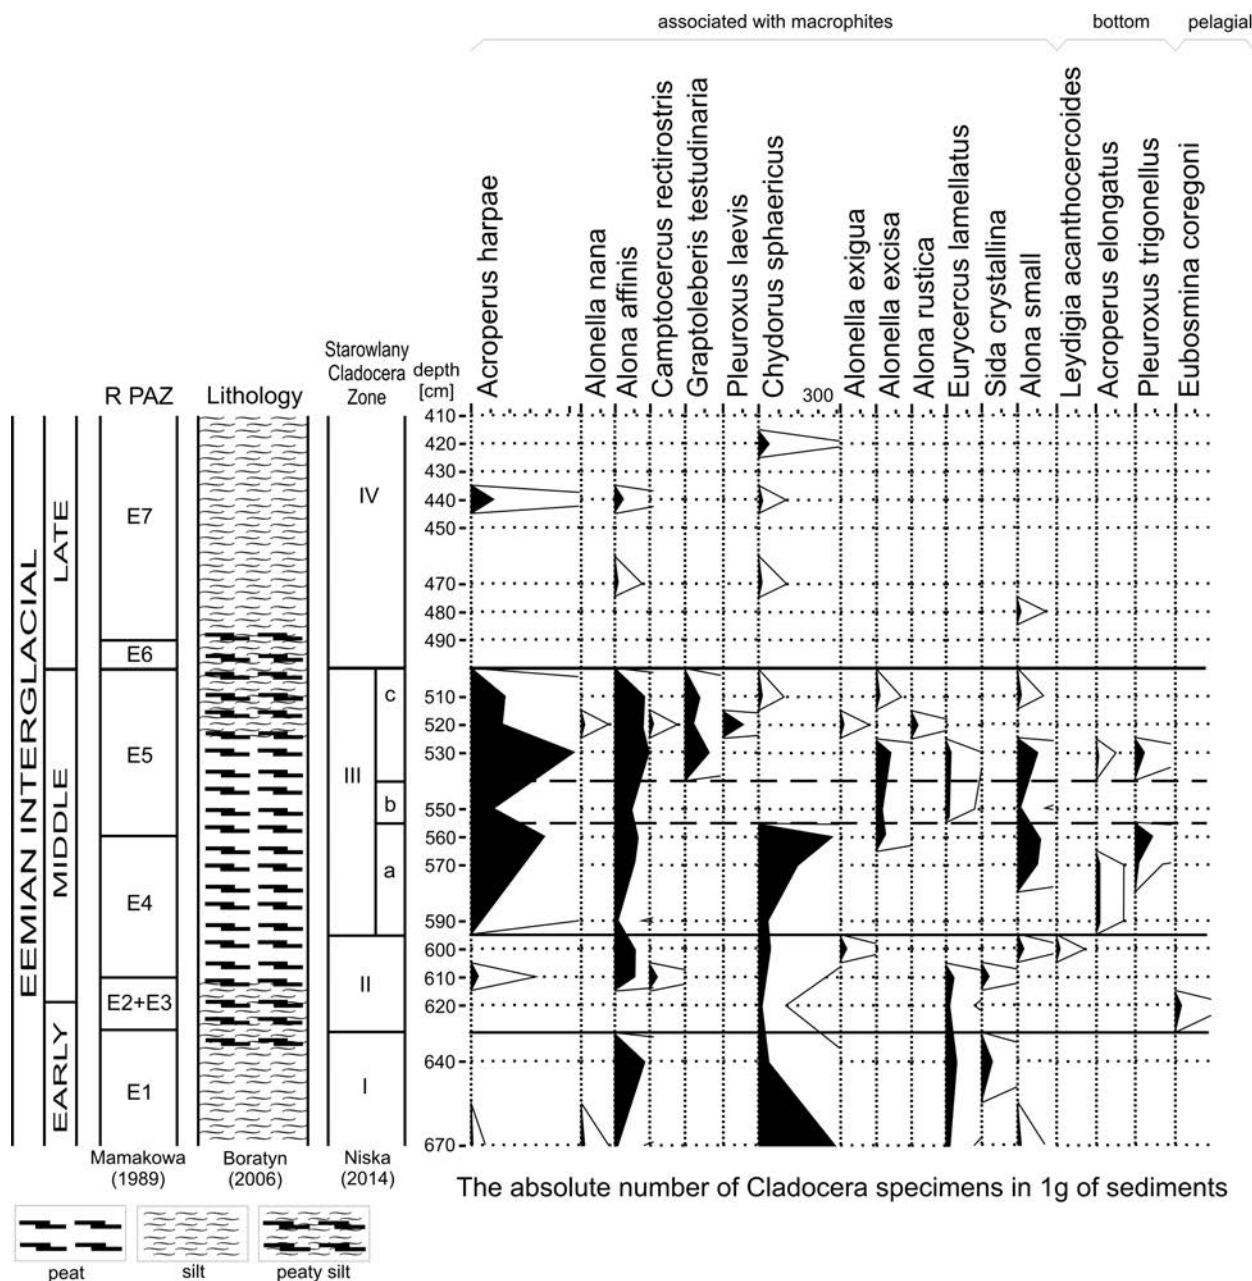 associated with macrophites
bottom
pelagial
Acroperus harpae
Alonella nana
Alona affinis
Camptocercus rectirostris
Graptoleberis testudinaria
Pleuroxus laevis
Chydorus sphaericus
Alonella exigua
Alonella excisa
Alona rustica
Eurycercus lamellatus
Sida crystallina
Alona small
Leydigia acanthocercoides
Acroperus elongatus
Pleuroxus trigonellus
Eubosmina coregoni
R PAZ
Lithology
Starowlany
Cladocera
Zone
depth
[cm]
300
410
420
430
440
450
470
480
490
510
520
530
550
560
570
590
600
610
620
640
660
670
EEMIAN INTERGLACIAL
LATE
MIDDLE
EARLY
E7
E6
E5
E4
E2+E3
E1
IV
III
c
b
a
II
I
Mamakowa
(1989)
Boratyn
(2006)
Niska
(2014)
The absolute number of Cladocera specimens in 1g of sediments
peat
silt
peaty silt